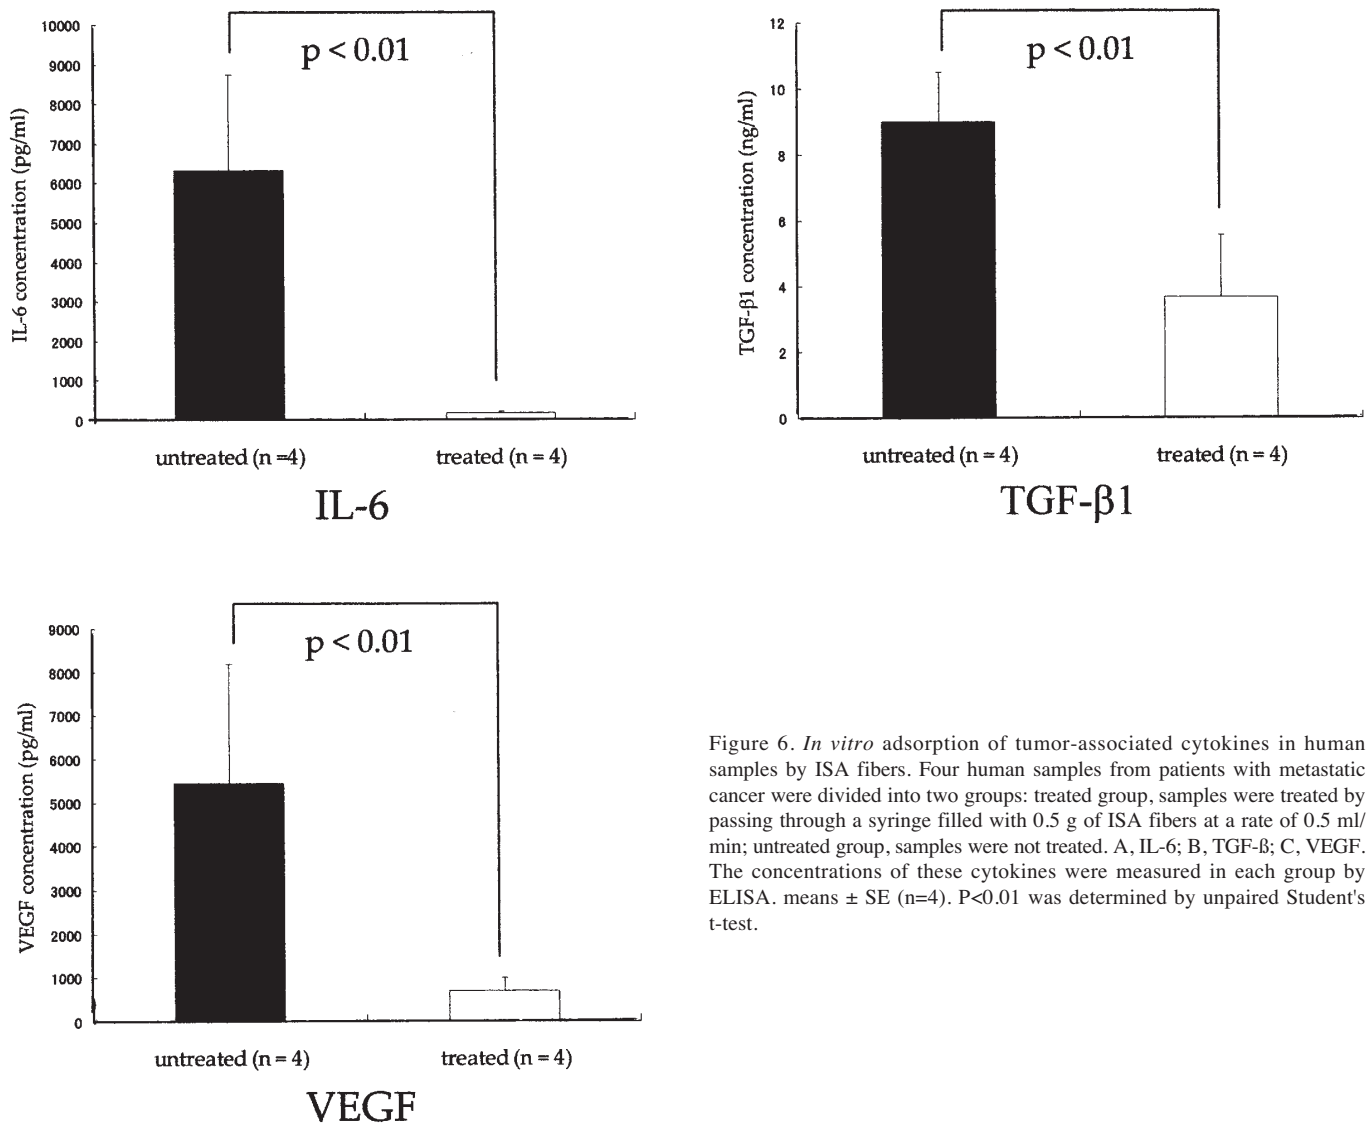 10000
9000
8000
7000
6000
5000
4000
3000
2000
1000
0
IL-6 concentration (pg/ml)
p < 0.01
untreated (n =4)
treated (n = 4)
IL-6
12
10
8
6
4
2
0
TGF-β1 concentration (ng/ml)
p < 0.01
untreated (n = 4)
treated (n = 4)
TGF-β1
9000
8000
7000
6000
5000
4000
3000
2000
1000
0
VEGF concentration (pg/ml)
p < 0.01
untreated (n = 4)
treated (n = 4)
VEGF
Figure 6. In vitro adsorption of tumor-associated cytokines in human
samples by ISA fibers. Four human samples from patients with metastatic
cancer were divided into two groups: treated group, samples were treated by
passing through a syringe filled with 0.5 g of ISA fibers at a rate of 0.5 ml/
min; untreated group, samples were not treated. A, IL-6; B, TGF-ß; C, VEGF.
The concentrations of these cytokines were measured in each group by
ELISA. means ± SE (n=4). P<0.01 was determined by unpaired Student's
t-test.